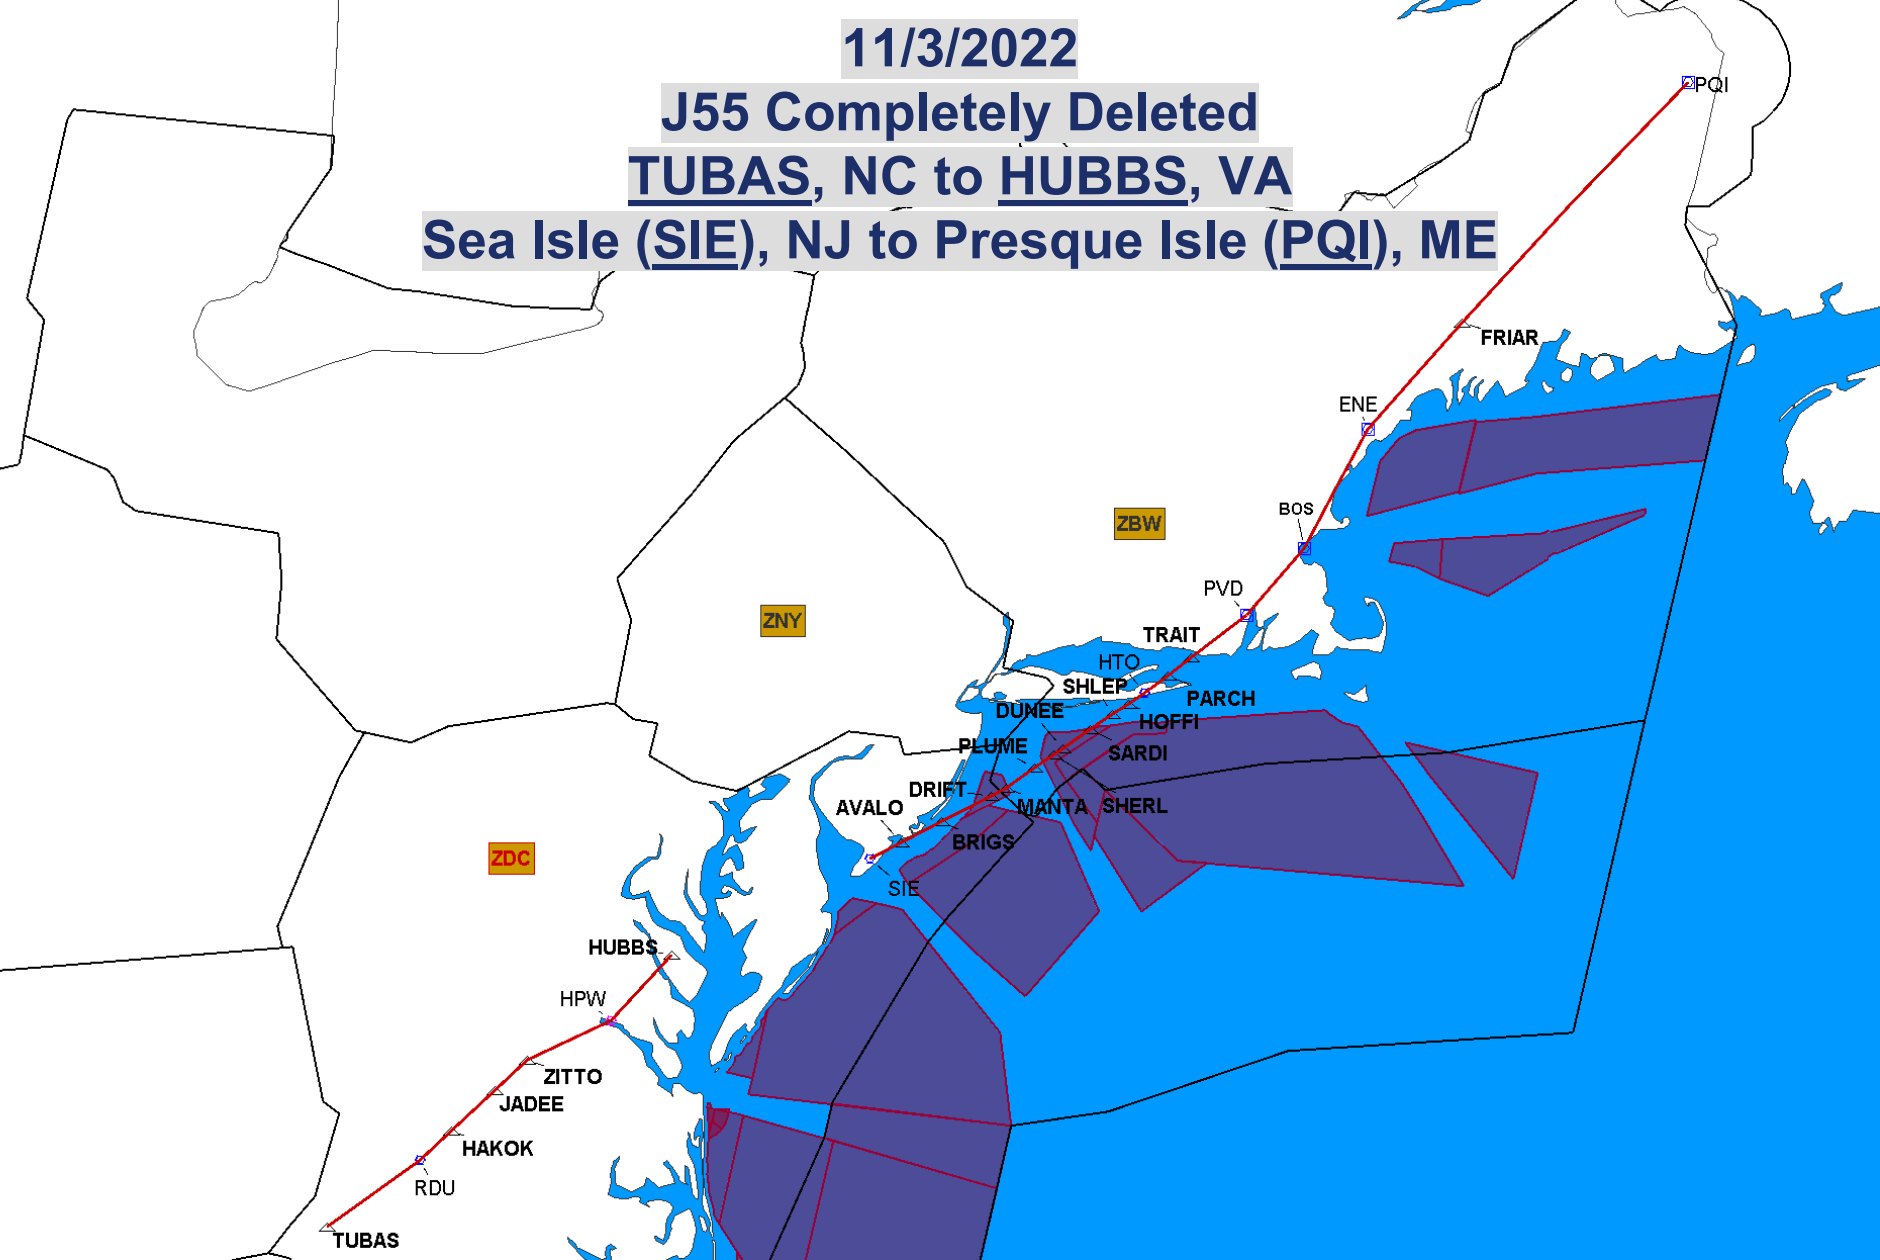 11/3/2022
J55 Completely Deleted
TUBAS, NC to HUBBS, VA
Sea Isle (SIE), NJ to Presque Isle (PQI), ME
PQI
FRIAR
ENE
BOS
ZBW
PVD
ZNY
TRAIT
HTO
SHLEP
PARCH
DUNEE
HOFFI
PLUME
SARDI
DRIFT
MANTA
SHERL
AVALO
BRIGS
ZDC
SIE
HUBBS
HPW
ZITTO
JADEE
HAKOK
RDU
TUBAS